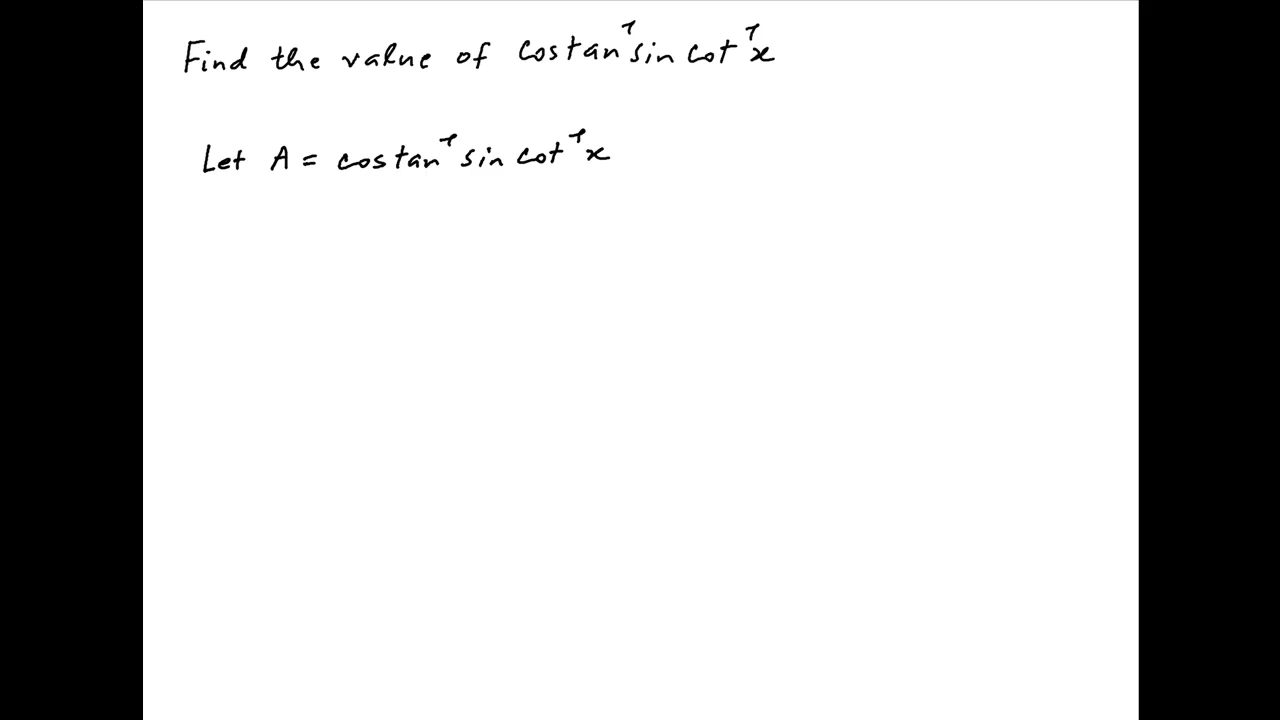 Find the value of cos tan⁻¹ sin cot⁻¹ x
Let A = cos tan⁻¹ sin cot⁻¹ x